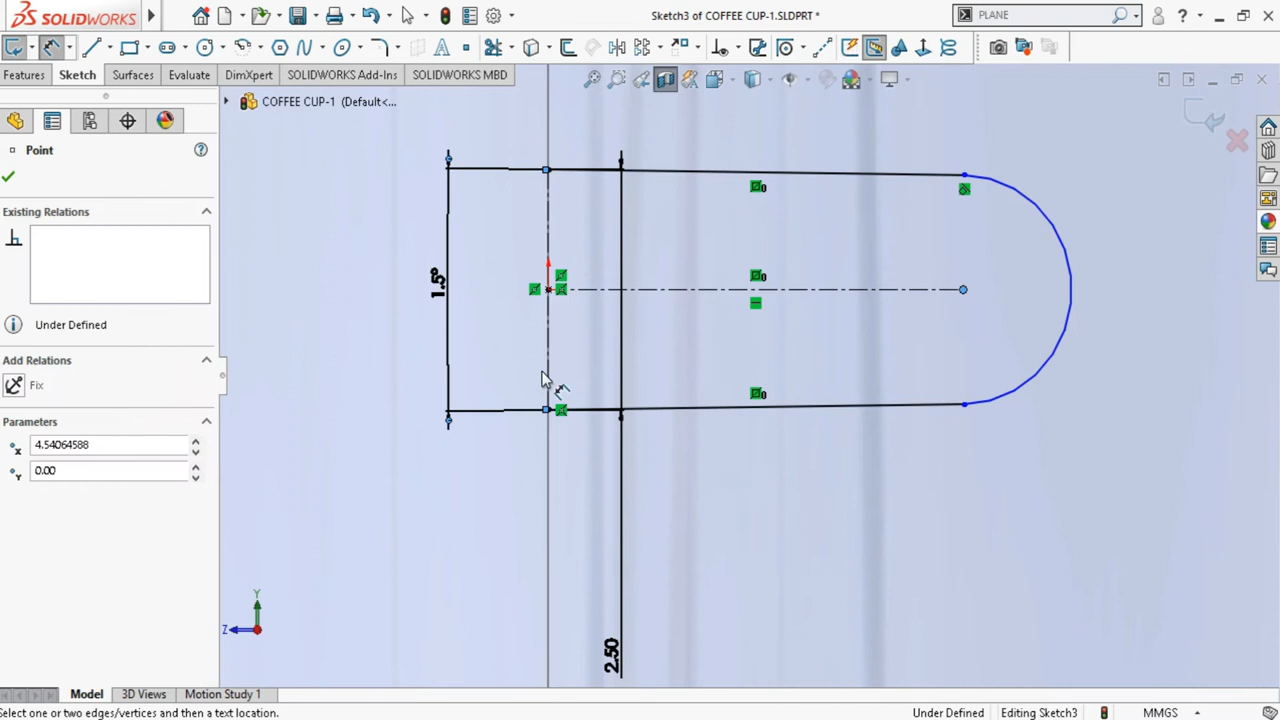 SOLIDWORKS
Sketch3 of COFFEE CUP-1.SLDPRT *
PLANE
Features
Sketch
Surfaces
Evaluate
DimXpert
SOLIDWORKS Add-Ins
SOLIDWORKS MBD
COFFEE CUP-1 (Default<...
Point
Existing Relations
Under Defined
Add Relations
Fix
Parameters
4.54064588
0.00
1.5°
2.50
Y
Z
Model
3D Views
Motion Study 1
Select one or two edges/vertices and then a text location.
Under Defined
Editing Sketch3
MMGS